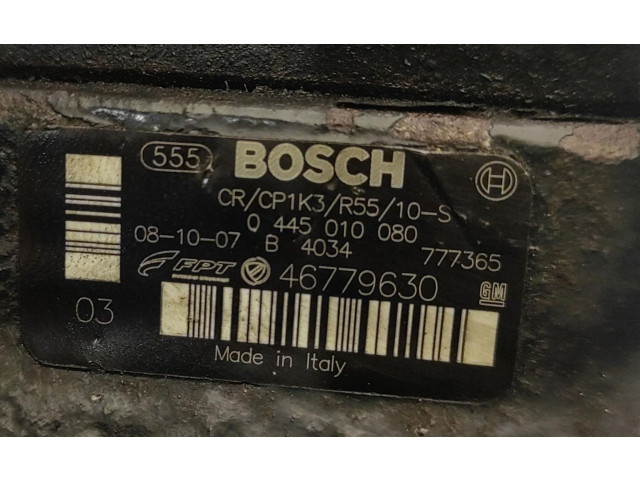 555 BOSCH
CR/CP1K3/R55/10-S
0 445 010 080
08-10-07 B 4034 777365
FPT 46779630 GM
03
Made in Italy